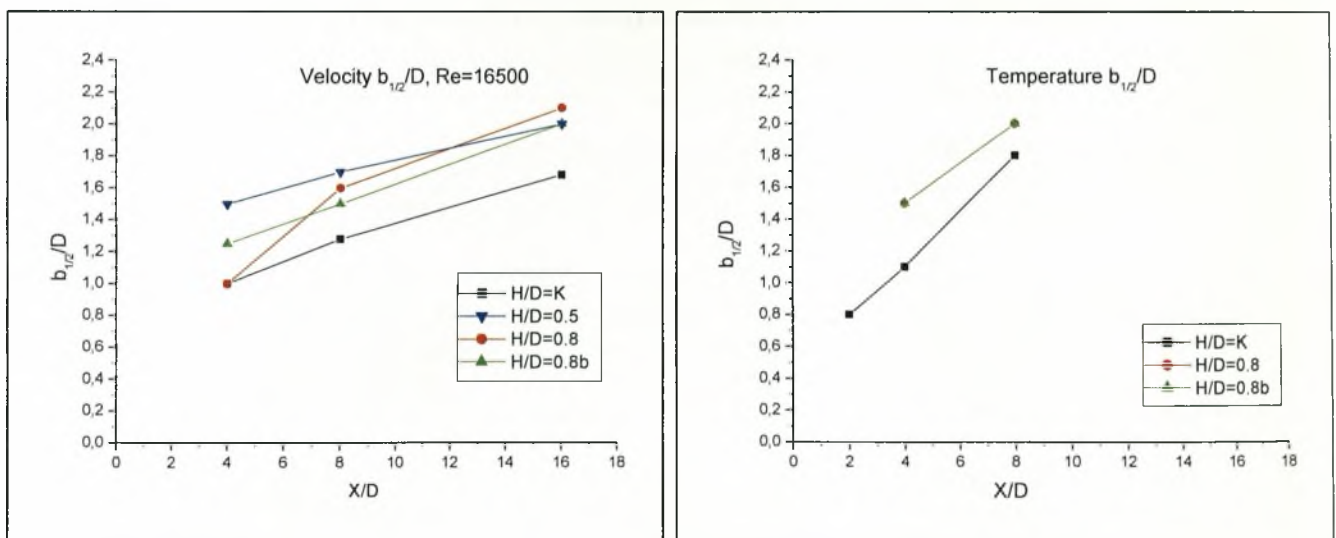 Velocity b1/2/D, Re=16500
b1/2/D
2,4
2,2
2,0
1,8
1,6
1,4
1,2
1,0
0,8
0,6
0,4
0,2
0,0
H/D=K
H/D=0.5
H/D=0.8
H/D=0.8b
0 2 4 6 8 10 12 14 16 18
X/D
Temperature b1/2/D
b1/2/D
2,4
2,2
2,0
1,8
1,6
1,4
1,2
1,0
0,8
0,6
0,4
0,2
0,0
H/D=K
H/D=0.8
H/D=0.8b
0 2 4 6 8 10 12 14 16 18
X/D